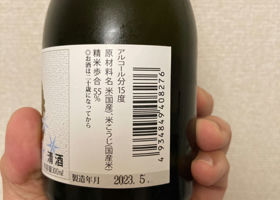 アルコール分15度
原材料名/米(国産)、米こうじ(国産米)
精米歩合 55%
◎お酒は二十歳になってから
4934849408276
清酒
300ml
製造年月 2023.5.